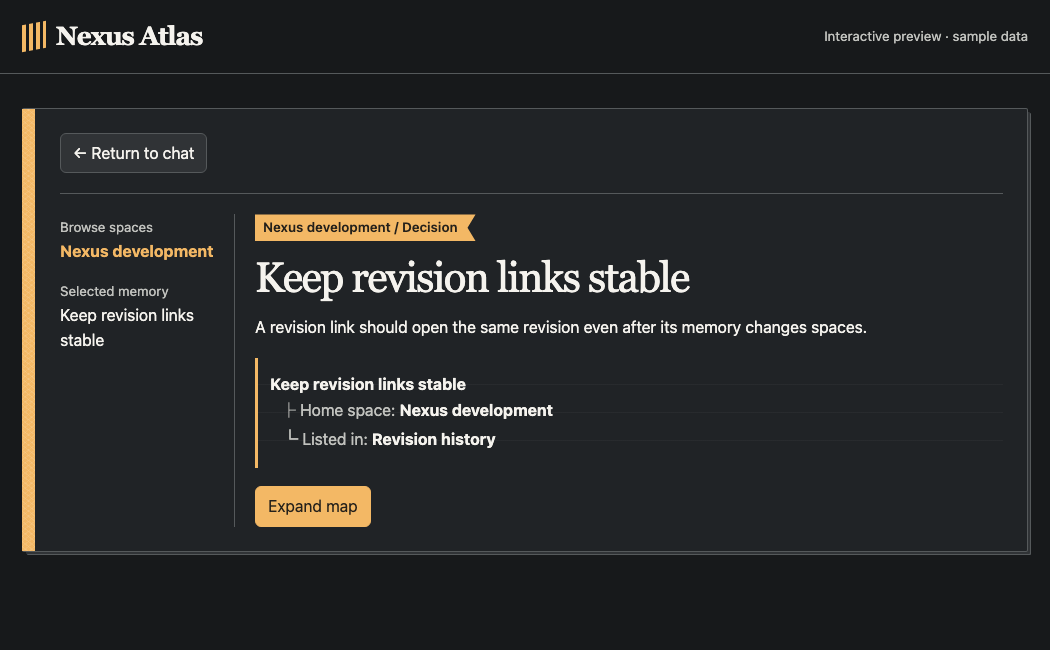 Nexus Atlas
Interactive preview · sample data
← Return to chat
Browse spaces
Nexus development
Selected memory
Keep revision links
stable
Nexus development / Decision
Keep revision links stable
A revision link should open the same revision even after its memory changes spaces.
Keep revision links stable
├ Home space: Nexus development
└ Listed in: Revision history
Expand map